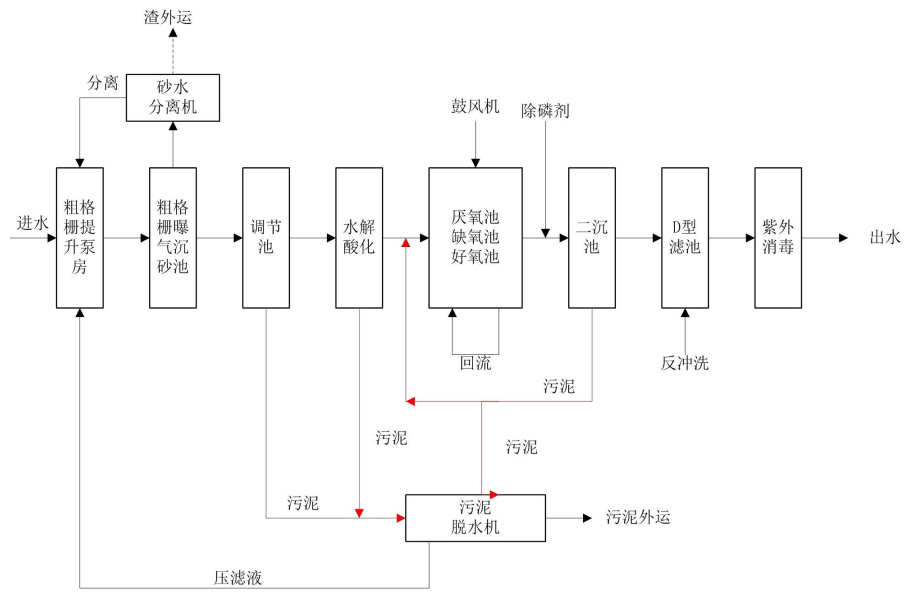 渣外运
分离
砂水
分离机
鼓风机
除磷剂
进水
粗格
栅提
升泵
房
粗格
栅曝
气沉
砂池
调节
池
水解
酸化
厌氧池
缺氧池
好氧池
二沉
池
D型
滤池
紫外
消毒
出水
回流
反冲洗
污泥
污泥
污泥
污泥
污泥
脱水机
污泥外运
压滤液